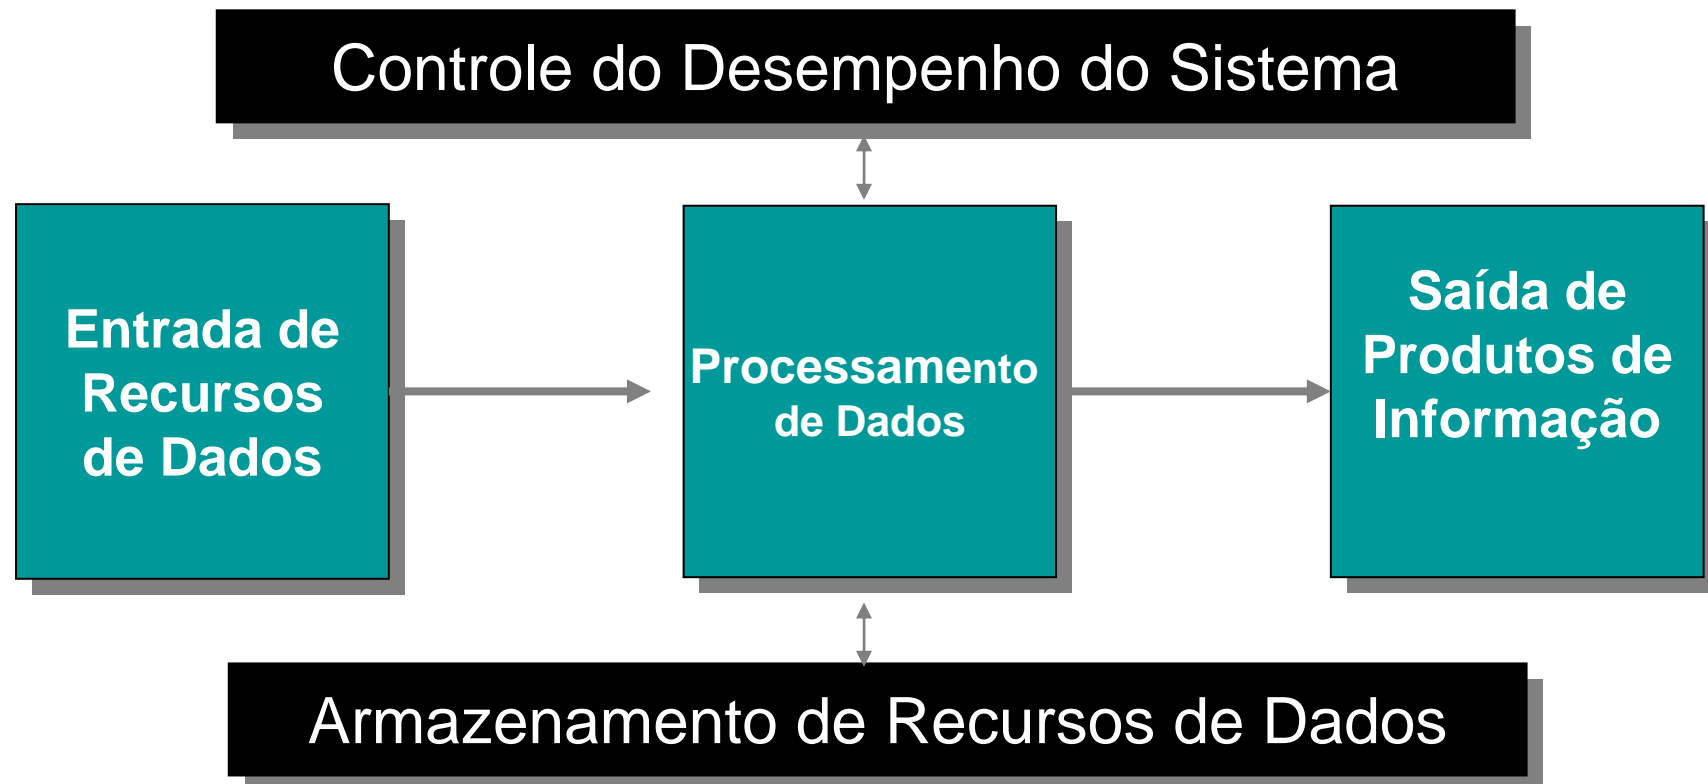 Controle do Desempenho do Sistema
Entrada de
Recursos
de Dados
Processamento
de Dados
Saída de
Produtos de
Informação
Armazenamento de Recursos de Dados